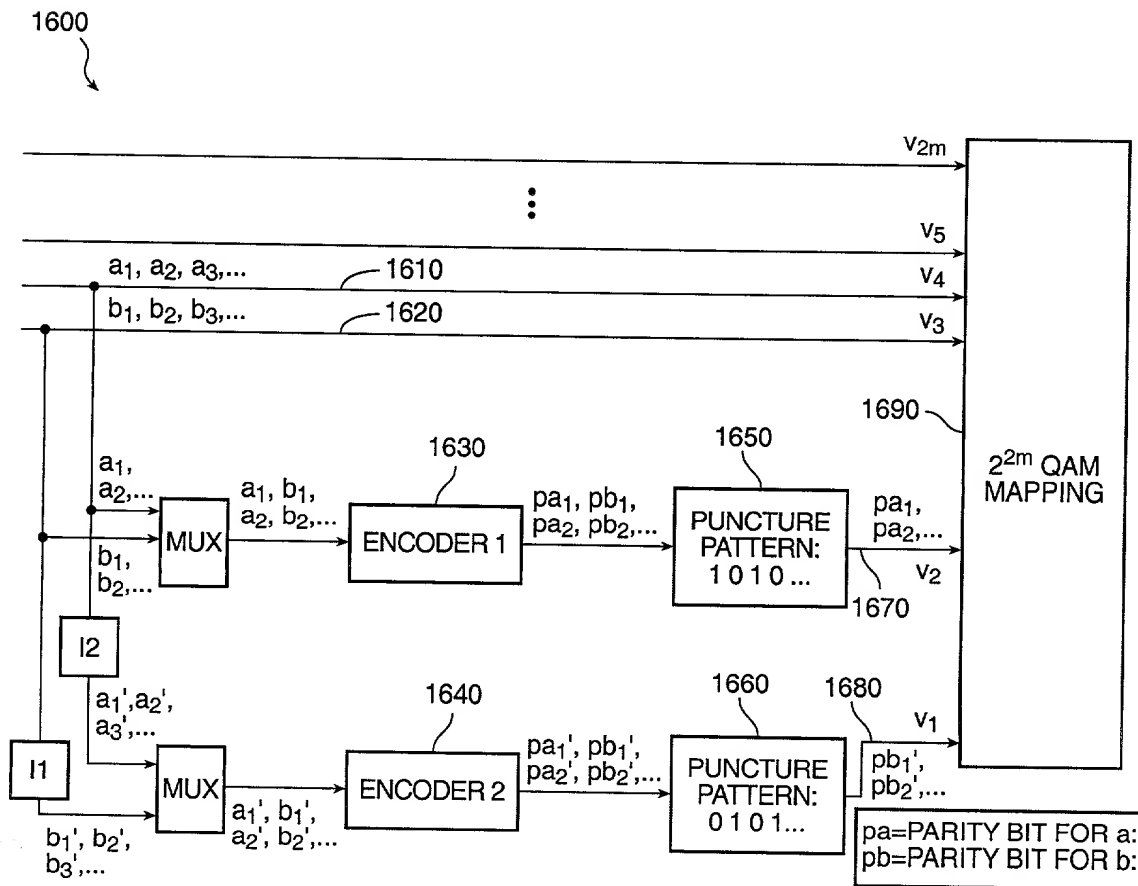 1600
v2m
v5
a1, a2, a3,...
1610
v4
b1, b2, b3,...
1620
v3
1690
2^2m QAM
MAPPING
a1,
a2,...
MUX
b1,
b2,...
a1, b1,
a2, b2,...
1630
ENCODER 1
pa1, pb1,
pa2, pb2,...
1650
PUNCTURE
PATTERN:
1 0 1 0 ...
pa1,
pa2,...
v2
1670
I2
a1',a2',
a3',...
I1
b1', b2',
b3',...
MUX
a1', b1',
a2', b2',...
1640
ENCODER 2
pa1', pb1',
pa2', pb2',...
1660
PUNCTURE
PATTERN:
0 1 0 1...
1680
v1
pb1',
pb2',...
pa=PARITY BIT FOR a:
pb=PARITY BIT FOR b: